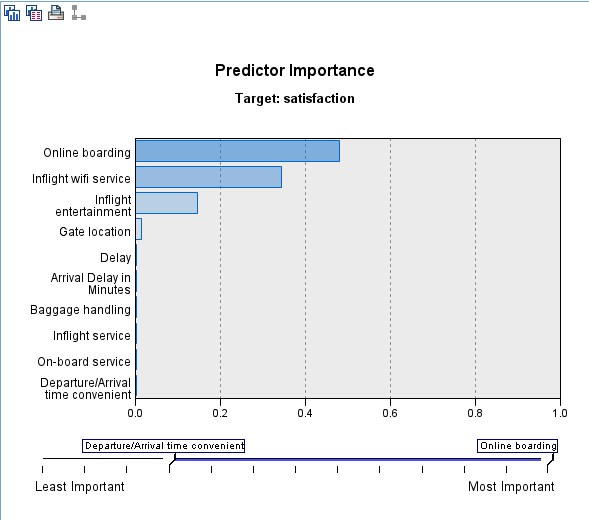 Predictor Importance
Target: satisfaction
Online boarding
Inflight wifi service
Inflight
entertainment
Gate location
Delay
Arrival Delay in
Minutes
Baggage handling
Inflight service
On-board service
Departure/Arrival
time convenient
0.0 0.2 0.4 0.6 0.8 1.0
Departure/Arrival time convenient Online boarding
Least Important Most Important